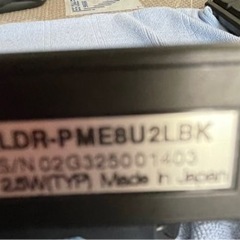 LDR-PME8U2LBK
S/N 02G325001403
2.5W(TYP) Made in Japan